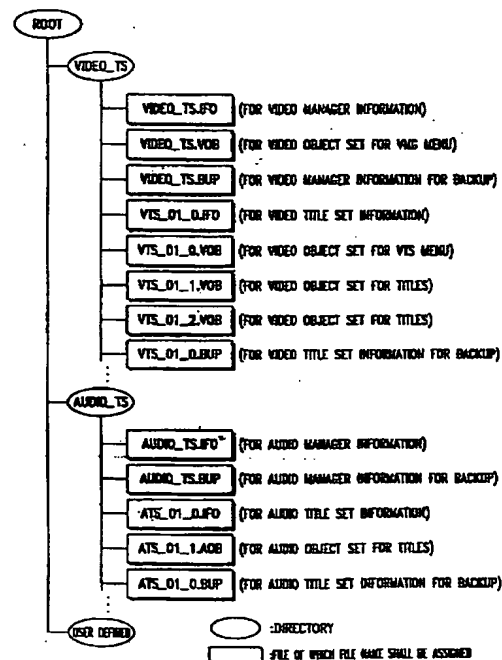 ROOT
VIDEO_TS
VIDEO_TS.IFO (FOR VIDEO MANAGER INFORMATION)
VIDEO_TS.VOB (FOR VIDEO OBJECT SET FOR VMG MENU)
VIDEO_TS.BUP (FOR VIDEO MANAGER INFORMATION FOR BACKUP)
VTS_01_0.IFO (FOR VIDEO TITLE SET INFORMATION)
VTS_01_0.VOB (FOR VIDEO OBJECT SET FOR VTS MENU)
VTS_01_1.VOB (FOR VIDEO OBJECT SET FOR TITLES)
VTS_01_2.VOB (FOR VIDEO OBJECT SET FOR TITLES)
VTS_01_0.BUP (FOR VIDEO TITLE SET INFORMATION FOR BACKUP)
AUDIO_TS
AUDIO_TS.IFO (FOR AUDIO MANAGER INFORMATION)
AUDIO_TS.BUP (FOR AUDIO MANAGER INFORMATION FOR BACKUP)
ATS_01_0.IFO (FOR AUDIO TITLE SET INFORMATION)
ATS_01_1.AOB (FOR AUDIO OBJECT SET FOR TITLES)
ATS_01_0.BUP (FOR AUDIO TITLE SET INFORMATION FOR BACKUP)
USER DEFINED
:DIRECTORY
:FILE OF WHICH FILE NAME SHALL BE ASSIGNED